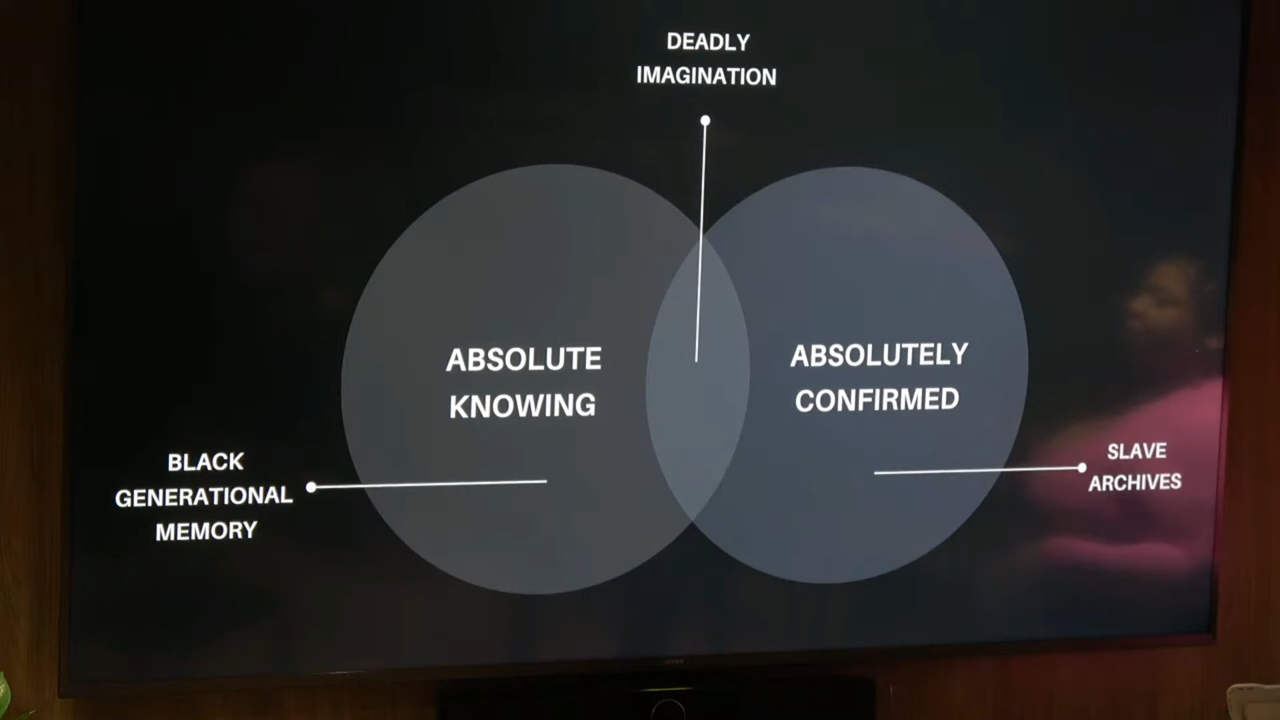 DEADLY
IMAGINATION
ABSOLUTE
KNOWING
ABSOLUTELY
CONFIRMED
BLACK
GENERATIONAL
MEMORY
SLAVE
ARCHIVES